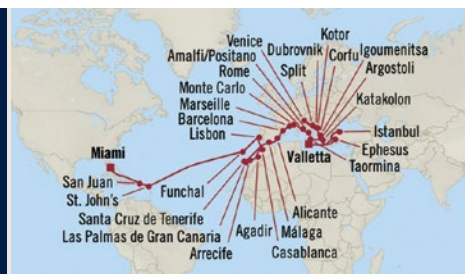 Venice
Dubrovnik
Kotor
Igoumenitsa
Amalfi/Positano
Split
Corfu
Argostoli
Rome
Monte Carlo
Katakolon
Marseille
Barcelona
Istanbul
Lisbon
Ephesus
Miami
Valletta
Taormina
San Juan
St. John's
Funchal
Alicante
Santa Cruz de Tenerife
Agadir
Málaga
Las Palmas de Gran Canaria
Casablanca
Arrecife